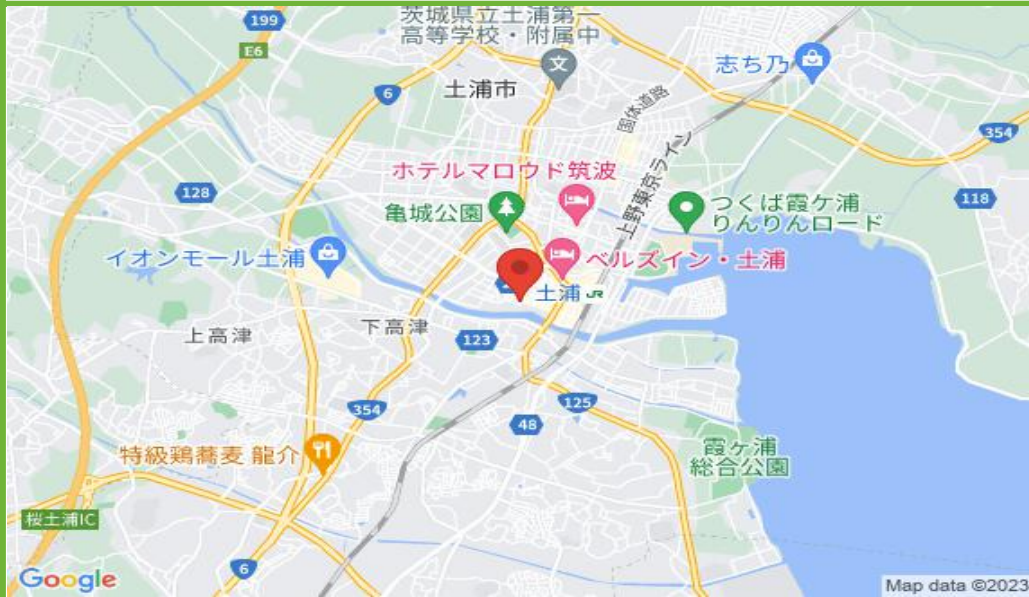 茨城県立土浦第一
高等学校・附属中
199
E6
文
志ち乃
6
土浦市
国体道路
354
上野東京ライン
ホテルマロウド筑波
128
118
亀城公園
つくば霞ケ浦
りんりんロード
イオンモール土浦
ベルズイン・土浦
土浦 JR
上高津
下高津
123
354
125
48
霞ケ浦
総合公園
特級鶏蕎麦 龍介
桜土浦IC
6
Google
Map data ©2023